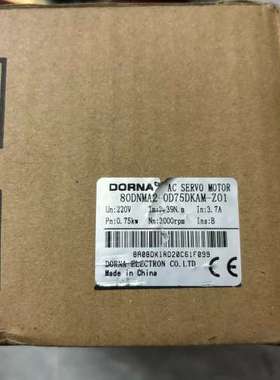 DORNA AC SERVO MOTOR
80DNMA2-0D75DKAM-Z01
Un:220V 39N.m In:3.7A
Pn:0.75kw Nn:3000rpm Ins:B
DORNA ELECTRON CO.LTD
Made in China